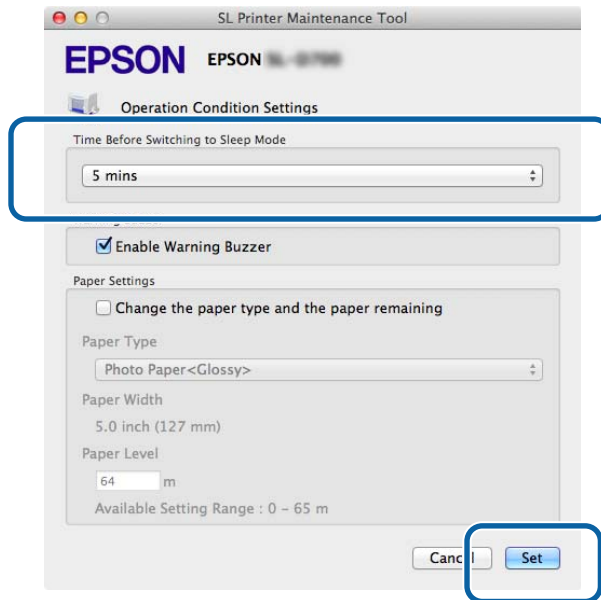 SL Printer Maintenance Tool
EPSON EPSON
Operation Condition Settings
Time Before Switching to Sleep Mode
5 mins
Enable Warning Buzzer
Paper Settings
Change the paper type and the paper remaining
Paper Type
Photo Paper<Glossy>
Paper Width
5.0 inch (127 mm)
Paper Level
64 m
Available Setting Range : 0 – 65 m
Set